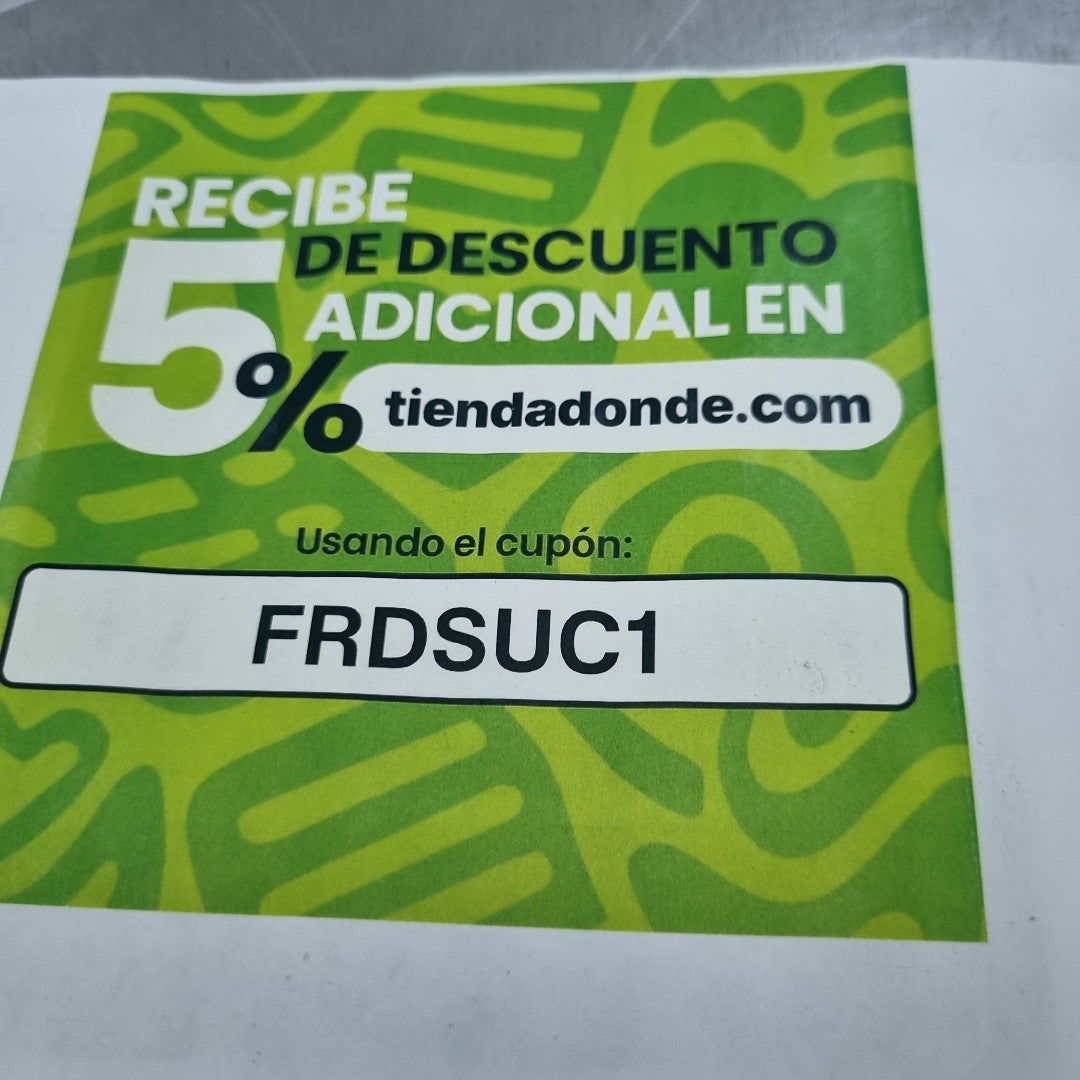 RECIBE
5% DE DESCUENTO
ADICIONAL EN
tiendadonde.com
Usando el cupón:
FRDSUC1